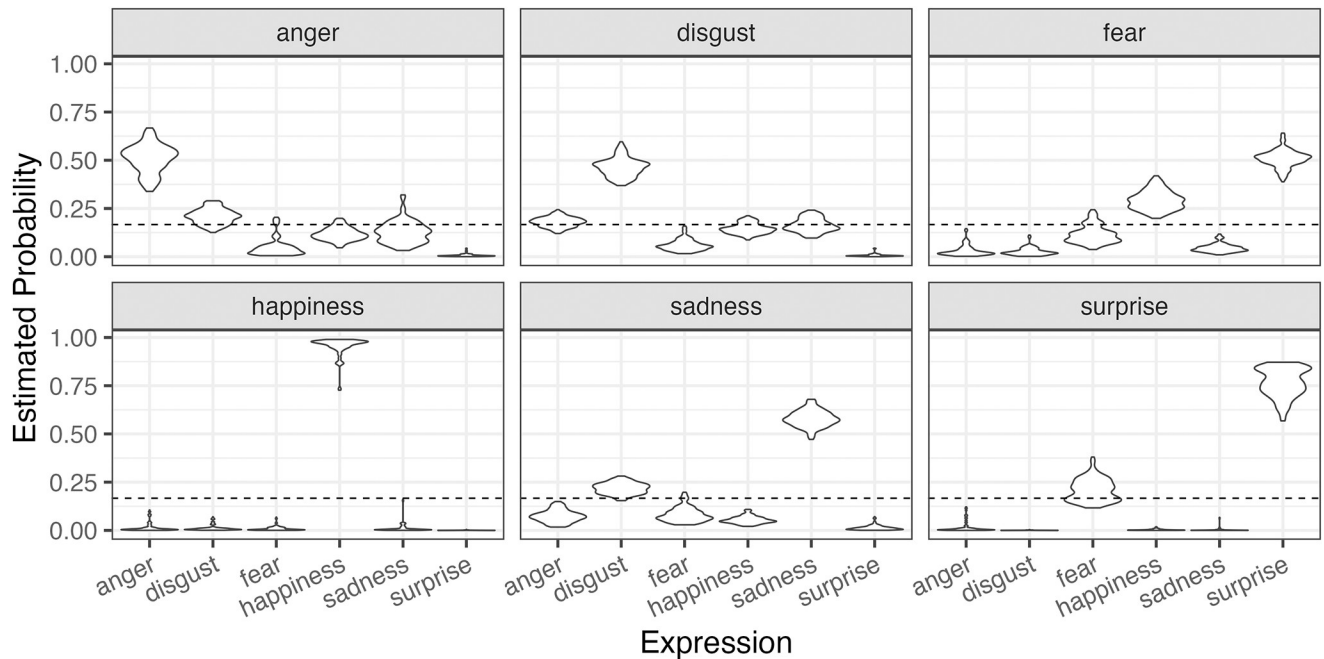 anger disgust fear
1.00
0.75
0.50
0.25
0.00
happiness sadness surprise
1.00
0.75
0.50
0.25
0.00
Estimated Probability
anger disgust fear happiness sadness surprise anger disgust fear happiness sadness surprise anger disgust fear happiness sadness surprise
Expression